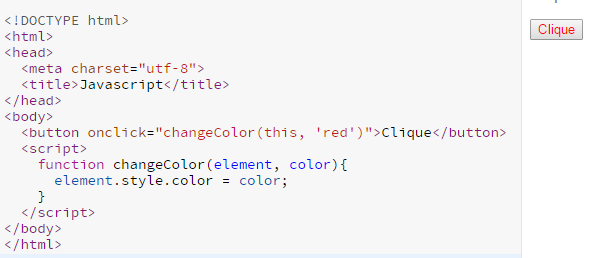 <!DOCTYPE html>
<html>
<head>
  <meta charset="utf-8">
  <title>Javascript</title>
</head>
<body>
  <button onclick="changeColor(this, 'red')">Clique</button>
  <script>
    function changeColor(element, color){
      element.style.color = color;
    }
  </script>
</body>
</html>
Clique